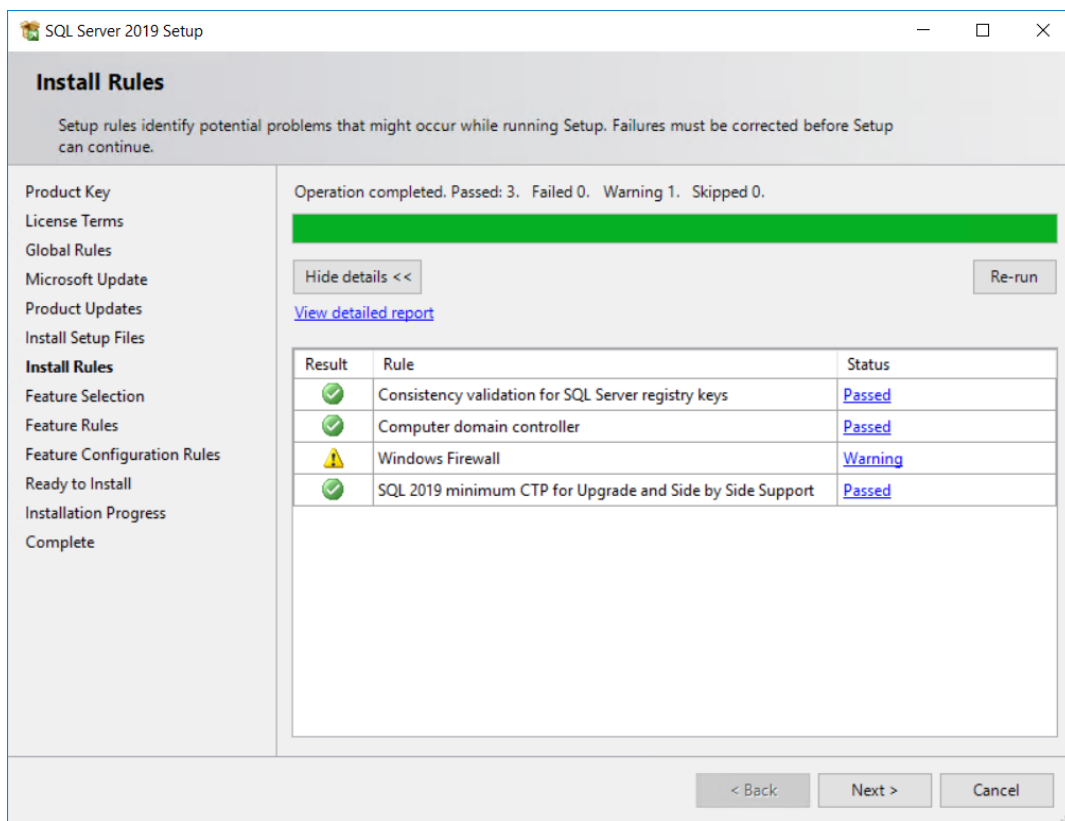 SQL Server 2019 Setup
Install Rules
Setup rules identify potential problems that might occur while running Setup. Failures must be corrected before Setup
can continue.
Product Key
License Terms
Global Rules
Microsoft Update
Product Updates
Install Setup Files
Install Rules
Feature Selection
Feature Rules
Feature Configuration Rules
Ready to Install
Installation Progress
Complete
Operation completed. Passed: 3.   Failed 0.   Warning 1.   Skipped 0.
Hide details <<
Re-run
View detailed report
Result Rule Status
Consistency validation for SQL Server registry keys Passed
Computer domain controller Passed
Windows Firewall Warning
SQL 2019 minimum CTP for Upgrade and Side by Side Support Passed
< Back Next > Cancel